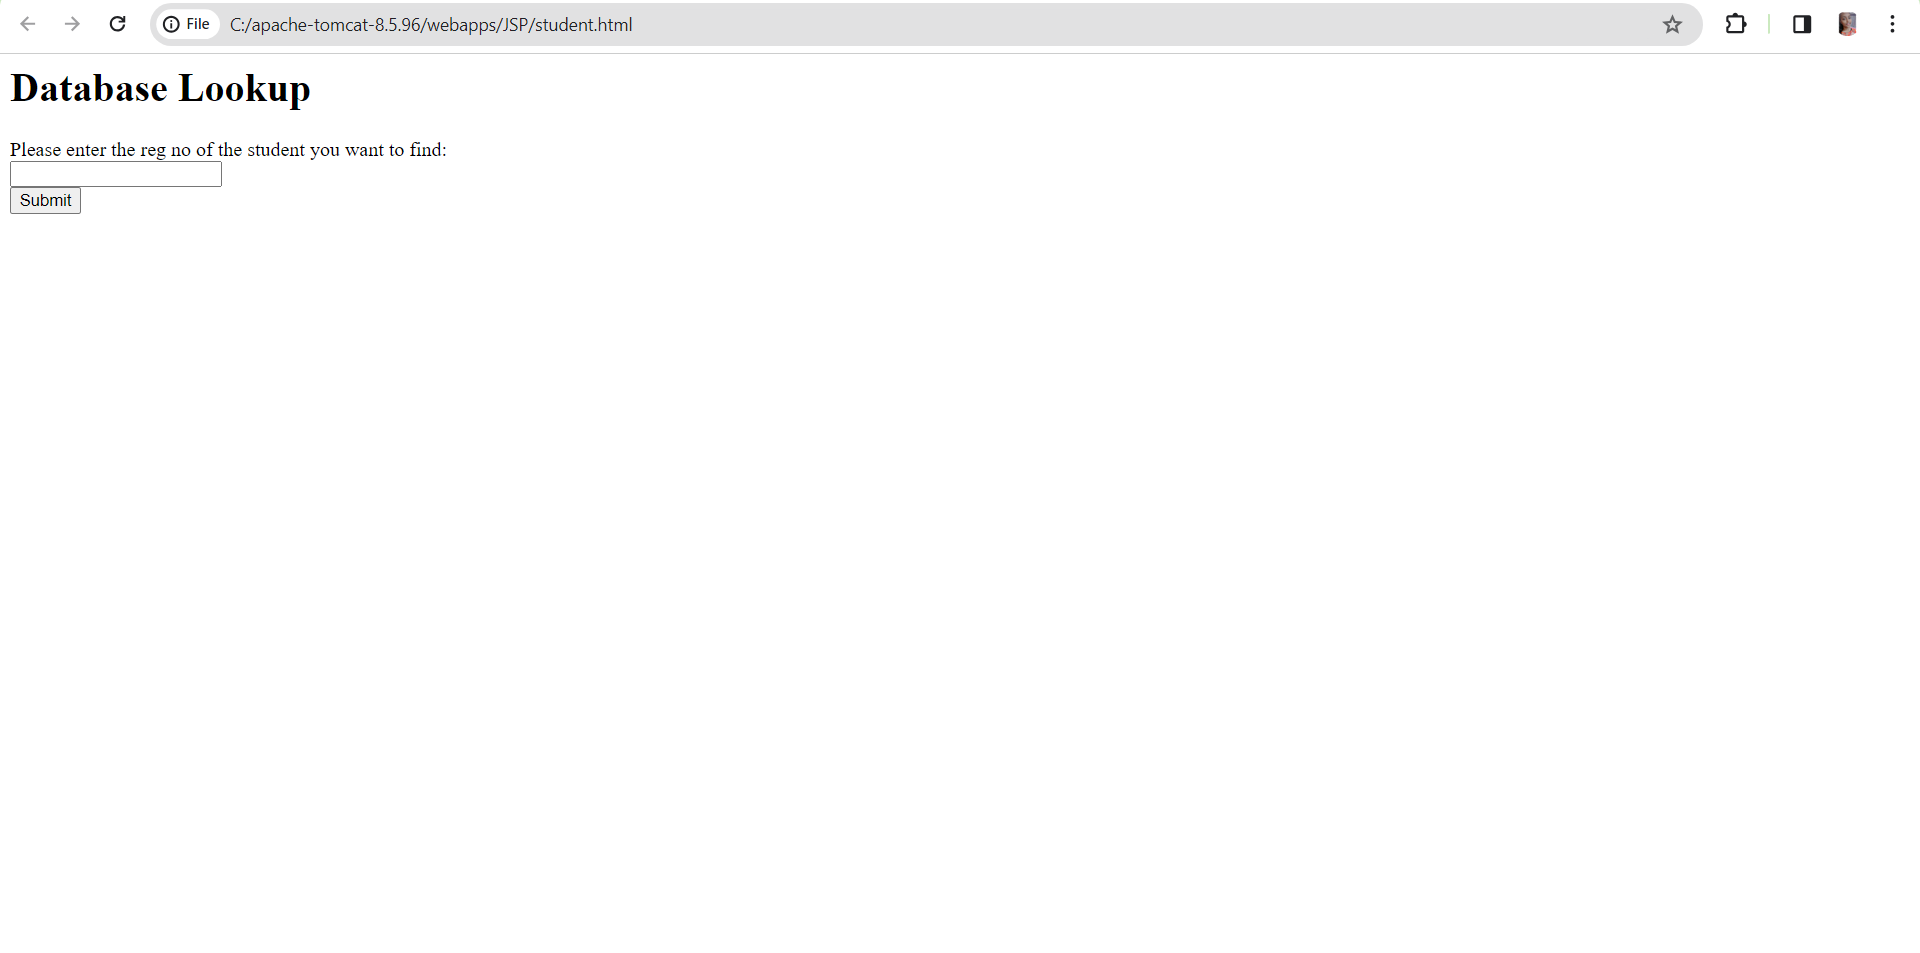 File C:/apache-tomcat-8.5.96/webapps/JSP/student.html
Database Lookup
Please enter the reg no of the student you want to find:
Submit